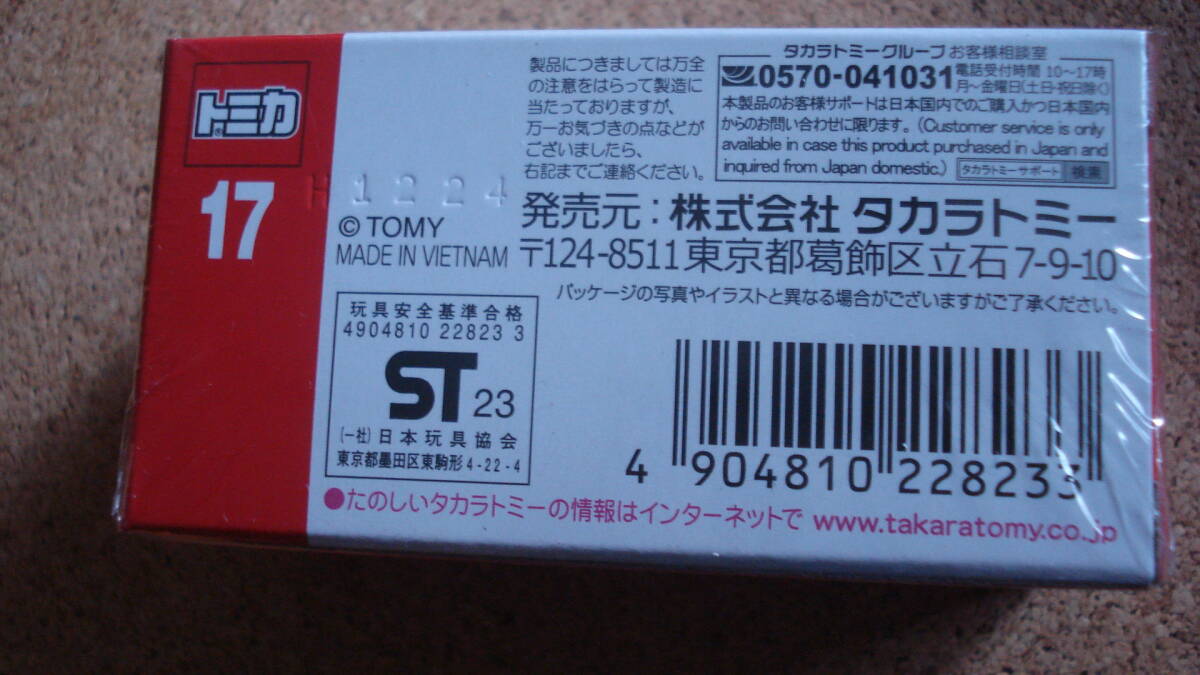 トミカ®
17
H1224
© TOMY
MADE IN VIETNAM
製品につきましては万全
の注意をはらって製造に
当たっておりますが、
万一お気づきの点などが
ございましたら、
右記までご連絡ください。
タカラトミーグループ お客様相談室
0570-041031 電話受付時間 10〜17時
月〜金曜日(土日・祝日除く)
本製品のお客様サポートは日本国内でのご購入かつ日本国内
からのお問い合わせに限ります。(Customer service is only
available in case this product purchased in Japan and
inquired from Japan domestic.) タカラトミーサポート 検索
発売元:株式会社 タカラトミー
〒124-8511 東京都葛飾区立石 7-9-10
パッケージの写真やイラストと異なる場合がございますがご了承ください。
玩具安全基準合格
4904810 22823 3
ST 23
(一社)日本玩具協会
東京都墨田区東駒形4-22-4
4 904810 228233
●たのしいタカラトミーの情報はインターネットで www.takaratomy.co.jp